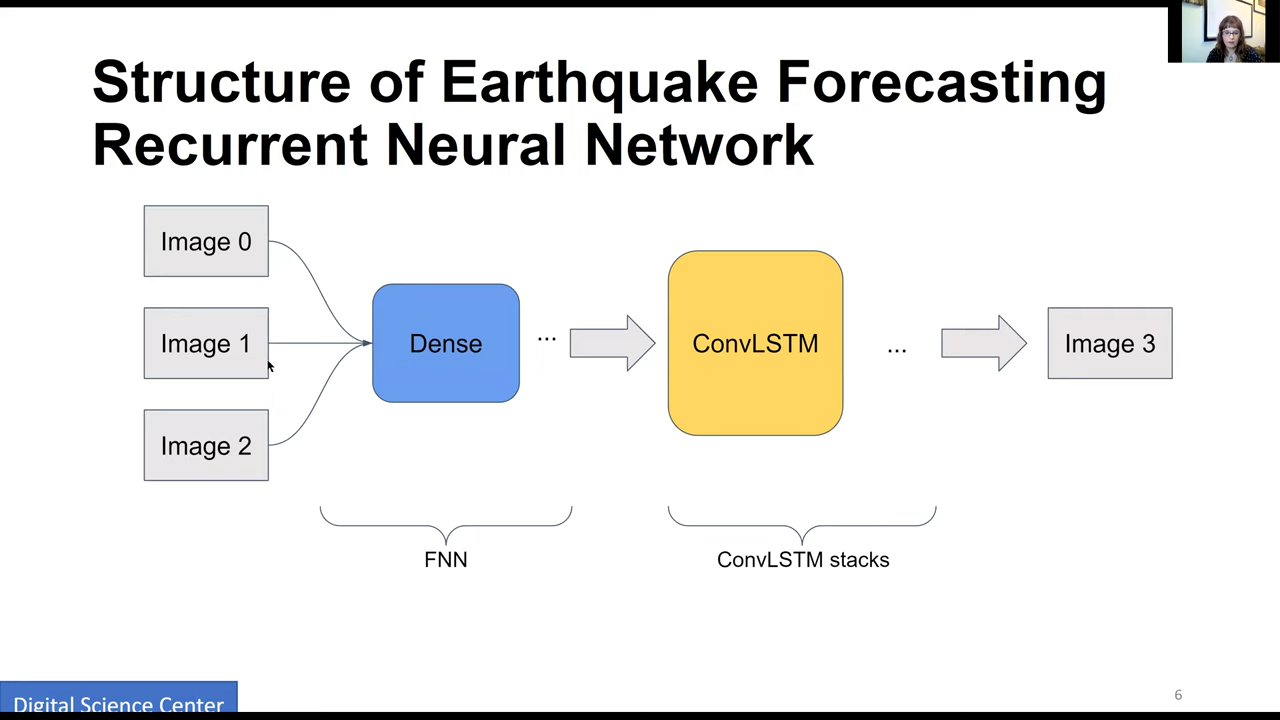 Structure of Earthquake Forecasting
Recurrent Neural Network
Image 0
Image 1
Image 2
Dense
...
ConvLSTM
...
Image 3
FNN
ConvLSTM stacks
Digital Science Center
6